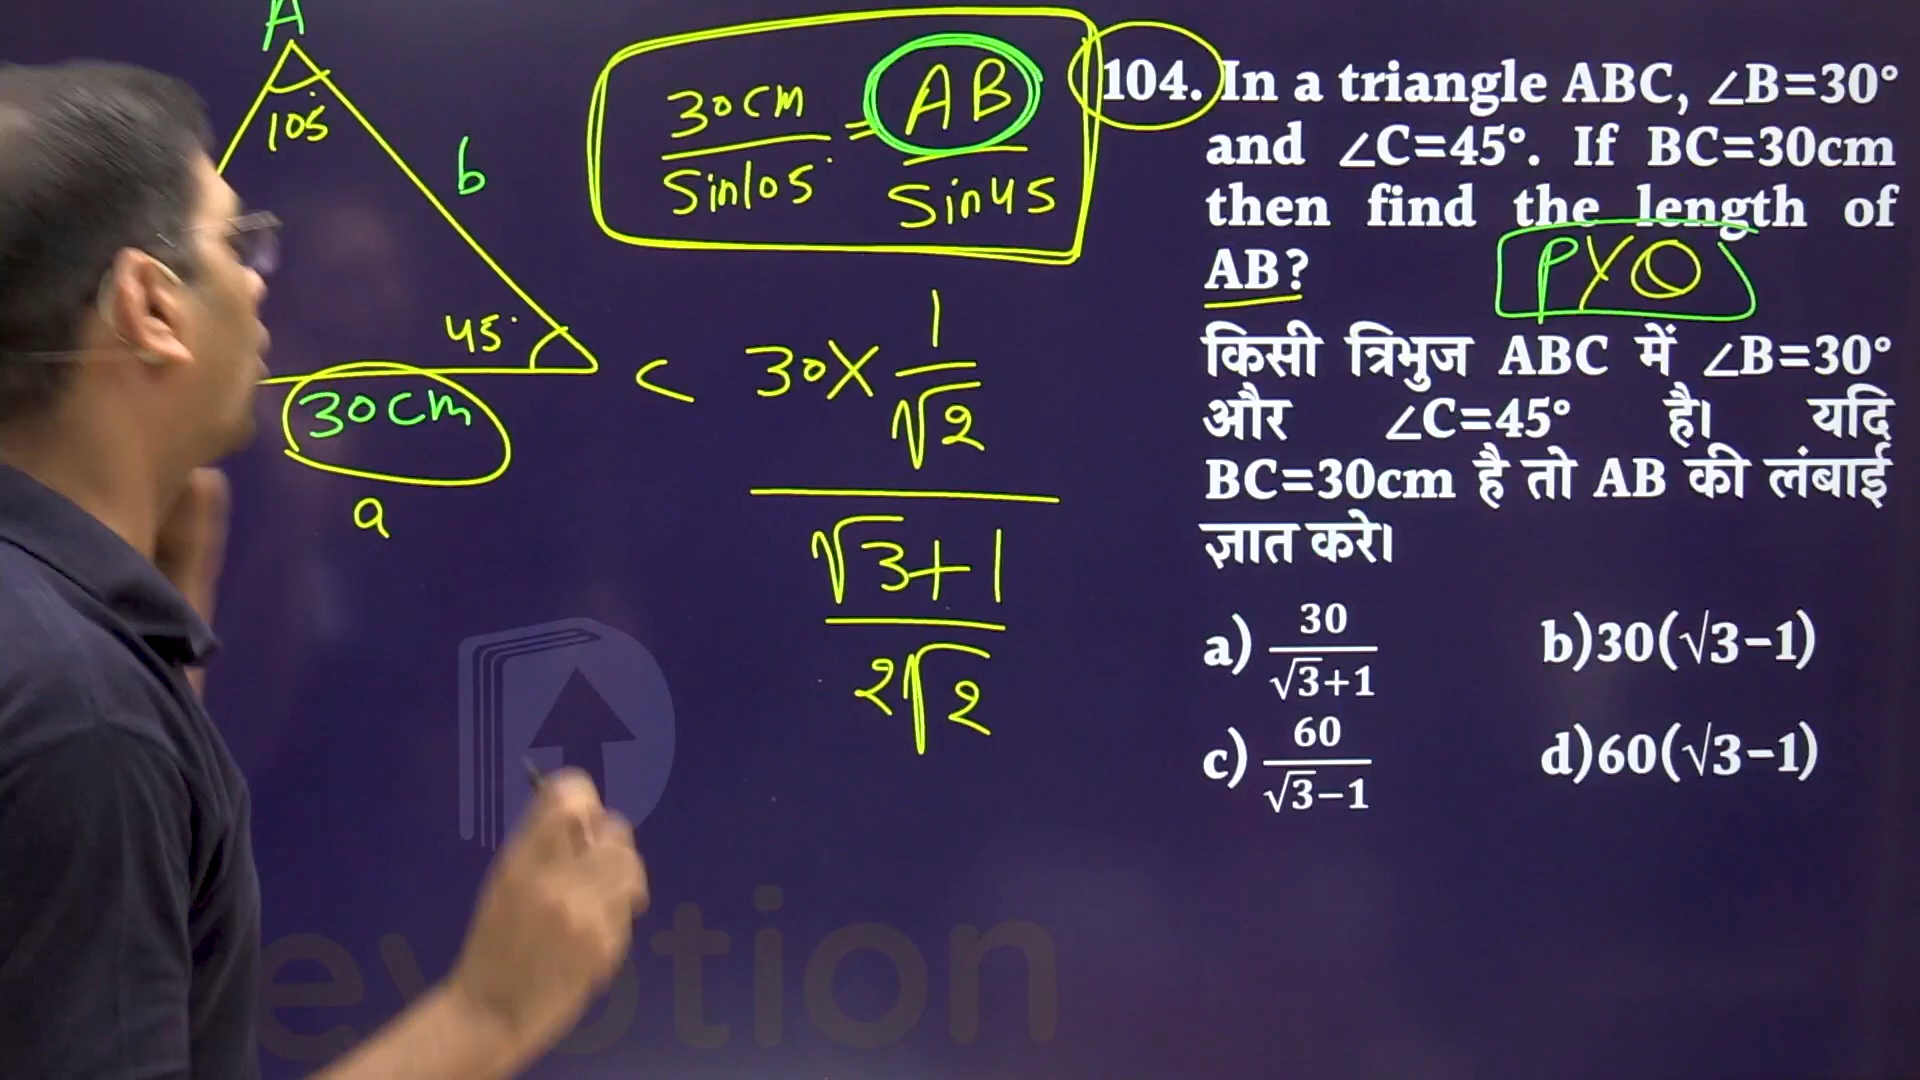 A
105°
b
45°
C
30cm
a
30cm / Sin105° = AB / Sin45
30 × 1/√2
√3+1
2√2
104. In a triangle ABC, ∠B=30°
and ∠C=45°. If BC=30cm
then find the length of
AB?
PYQ
किसी त्रिभुज ABC में ∠B=30°
और ∠C=45° है। यदि
BC=30cm है तो AB की लंबाई
ज्ञात करे।
a) 30/√3+1 b)30(√3−1)
c) 60/√3−1 d)60(√3−1)